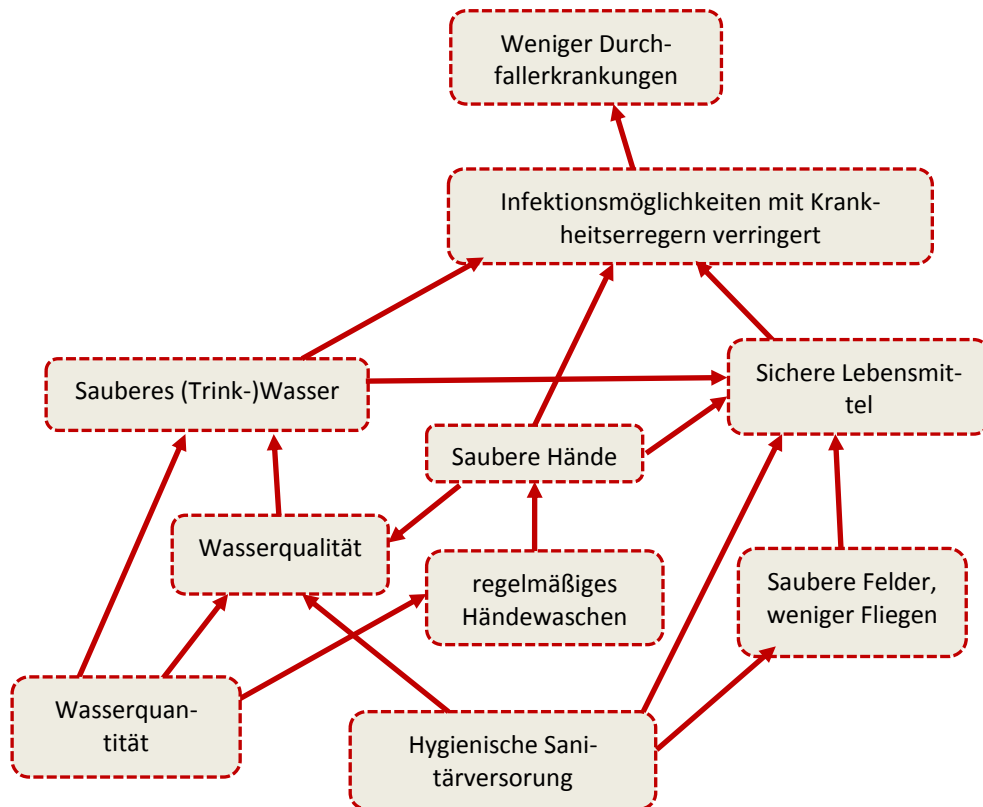 Weniger Durch-
fallerkrankungen
Infektionsmöglichkeiten mit Krank-
heitserregern verringert
Sauberes (Trink-)Wasser
Sichere Lebensmit-
tel
Saubere Hände
Wasserqualität
regelmäßiges
Händewaschen
Saubere Felder,
weniger Fliegen
Wasserquan-
tität
Hygienische Sani-
tärversorung